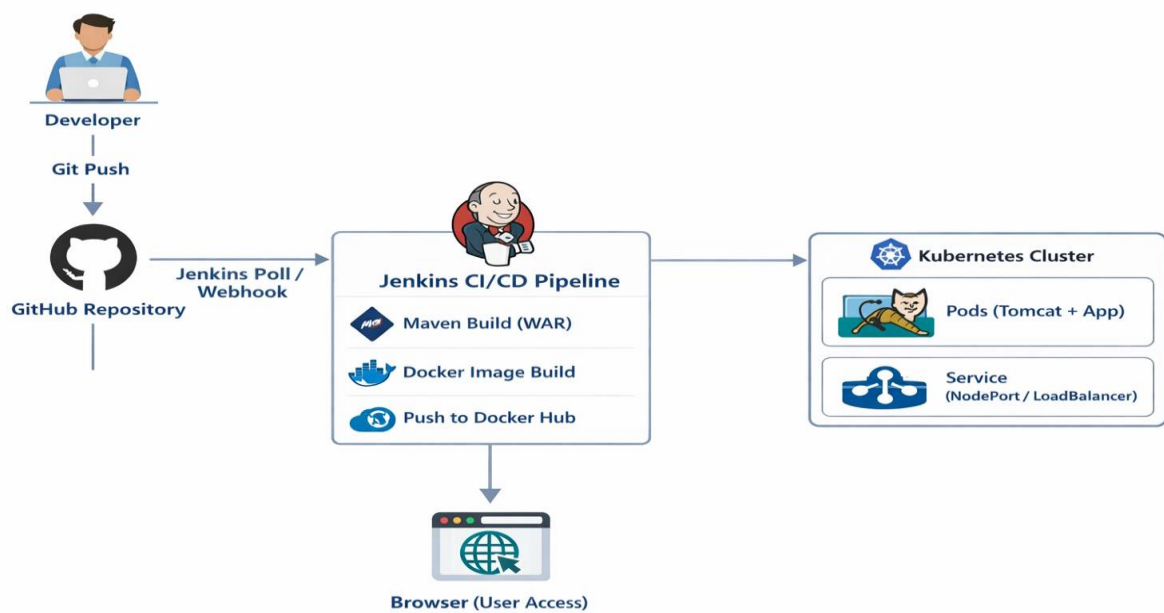 Developer
Git Push
GitHub Repository
Jenkins Poll /
Webhook
Jenkins CI/CD Pipeline
Maven Build (WAR)
Docker Image Build
Push to Docker Hub
Kubernetes Cluster
Pods (Tomcat + App)
Service
(NodePort / LoadBalancer)
Browser (User Access)